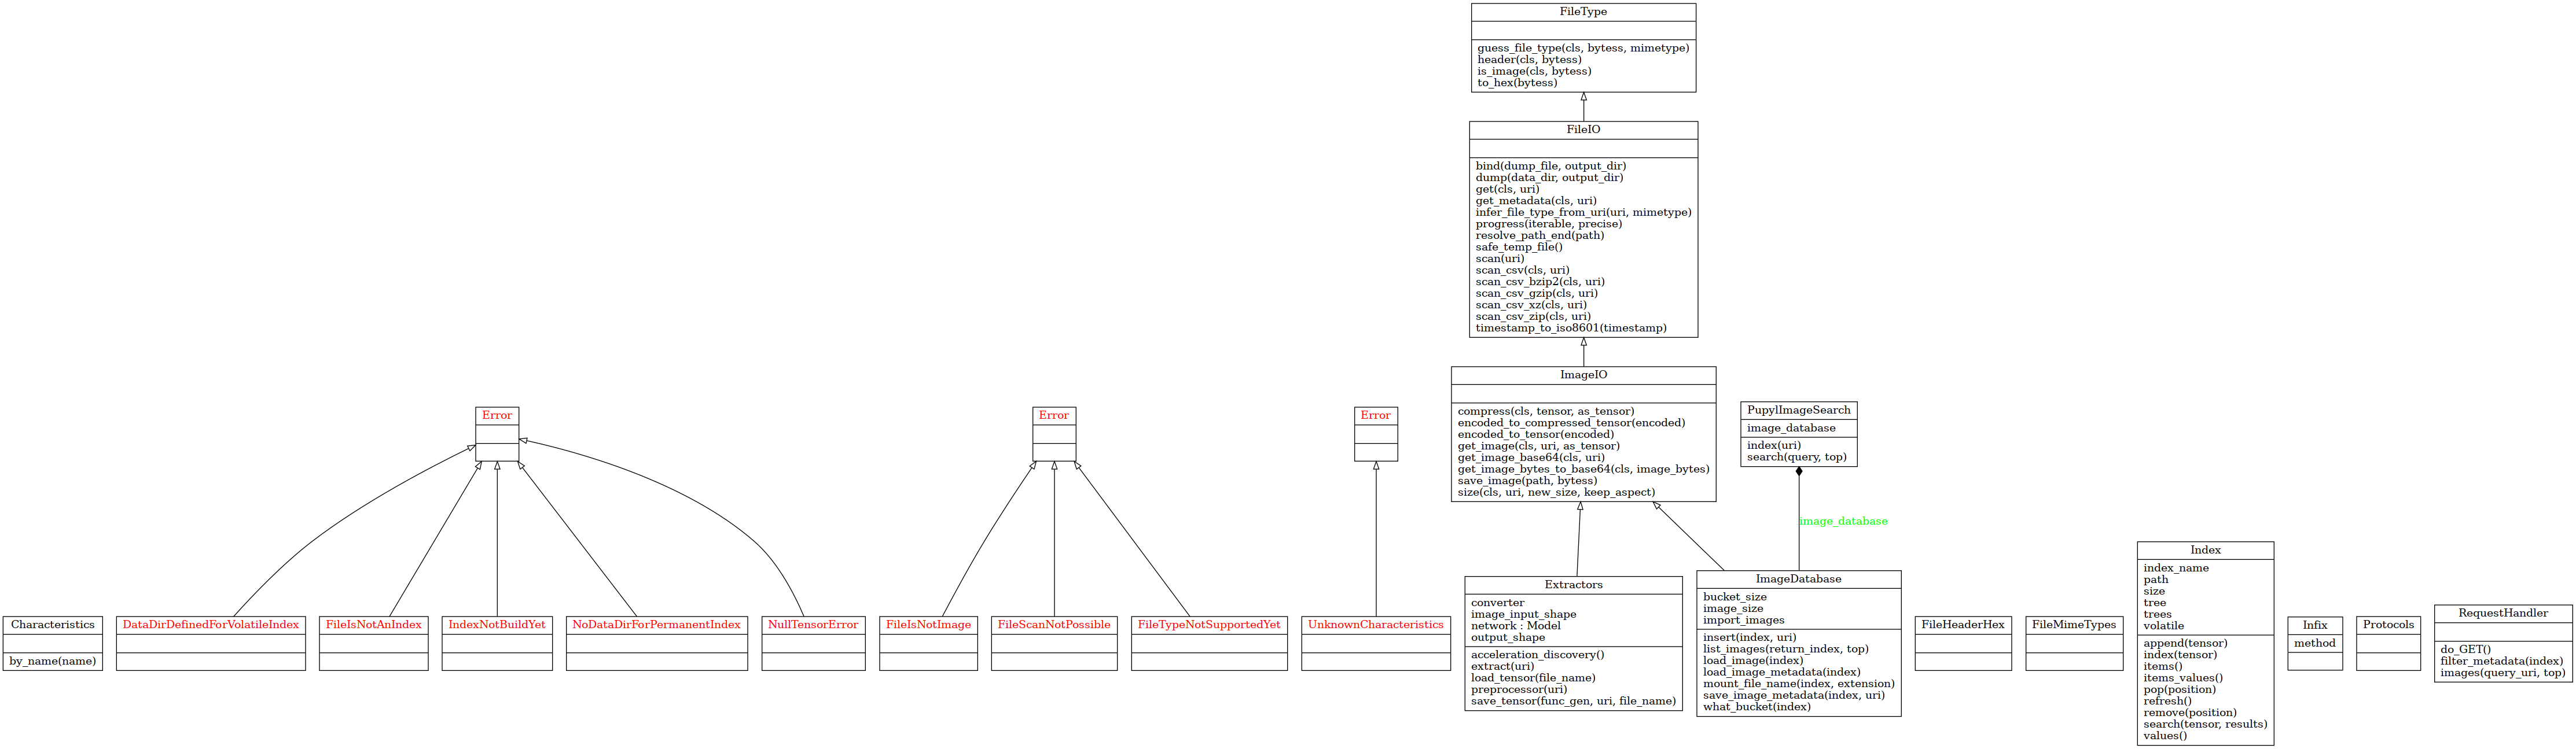 FileType
guess_file_type(cls, bytess, mimetype)
header(cls, bytess)
is_image(cls, bytess)
to_hex(bytess)
FileIO
bind(dump_file, output_dir)
dump(data_dir, output_dir)
get(cls, uri)
get_metadata(cls, uri)
infer_file_type_from_uri(uri, mimetype)
progress(iterable, precise)
resolve_path_end(path)
safe_temp_file()
scan(uri)
scan_csv(cls, uri)
scan_csv_bzip2(cls, uri)
scan_csv_gzip(cls, uri)
scan_csv_xz(cls, uri)
scan_csv_zip(cls, uri)
timestamp_to_iso8601(timestamp)
Error
Error
Error
ImageIO
compress(cls, tensor, as_tensor)
encoded_to_compressed_tensor(encoded)
encoded_to_tensor(encoded)
get_image(cls, uri, as_tensor)
get_image_base64(cls, uri)
get_image_bytes_to_base64(cls, image_bytes)
save_image(path, bytess)
size(cls, uri, new_size, keep_aspect)
PupylImageSearch
image_database
index(uri)
search(query, top)
image_database
Characteristics
by_name(name)
DataDirDefinedForVolatileIndex
FileIsNotAnIndex
IndexNotBuildYet
NoDataDirForPermanentIndex
NullTensorError
FileIsNotImage
FileScanNotPossible
FileTypeNotSupportedYet
UnknownCharacteristics
Extractors
converter
image_input_shape
network : Model
output_shape
acceleration_discovery()
extract(uri)
load_tensor(file_name)
preprocessor(uri)
save_tensor(func_gen, uri, file_name)
ImageDatabase
bucket_size
image_size
import_images
insert(index, uri)
list_images(return_index, top)
load_image(index)
load_image_metadata(index)
mount_file_name(index, extension)
save_image_metadata(index, uri)
what_bucket(index)
FileHeaderHex
FileMimeTypes
Index
index_name
path
size
tree
trees
volatile
append(tensor)
index(tensor)
items()
items_values()
pop(position)
refresh()
remove(position)
search(tensor, results)
values()
Infix
method
Protocols
RequestHandler
do_GET()
filter_metadata(index)
images(query_uri, top)